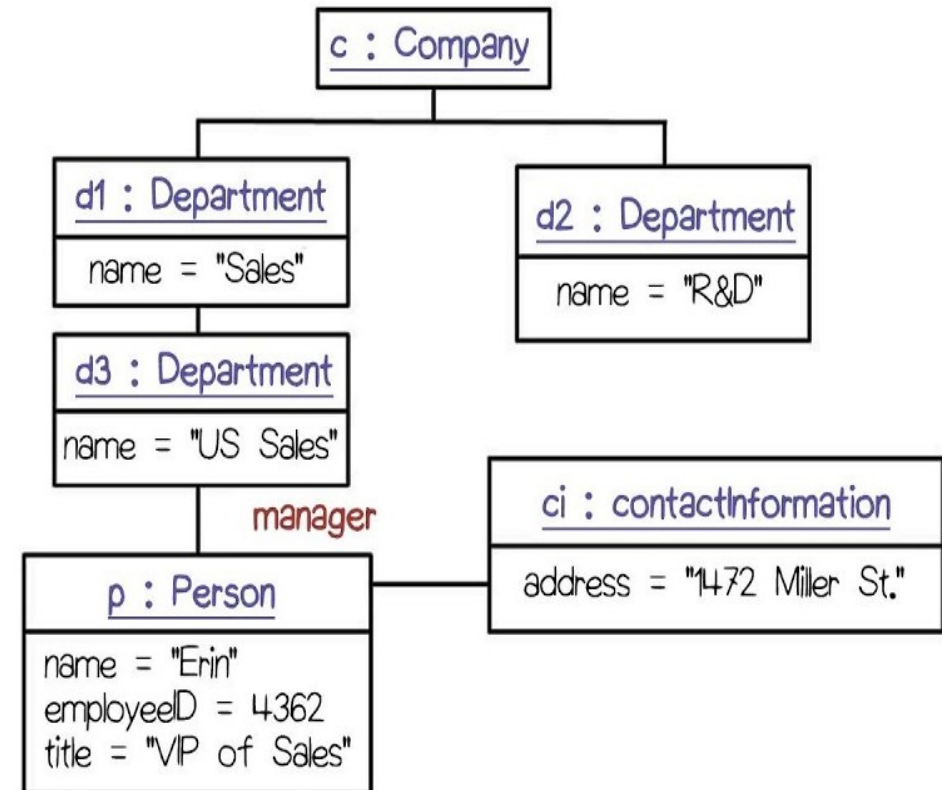 c : Company
d1 : Department
name = "Sales"
d2 : Department
name = "R&D"
d3 : Department
name = "US Sales"
manager
p : Person
name = "Erin"
employeeID = 4362
title = "VIP of Sales"
ci : contactInformation
address = "1472 Miller St."